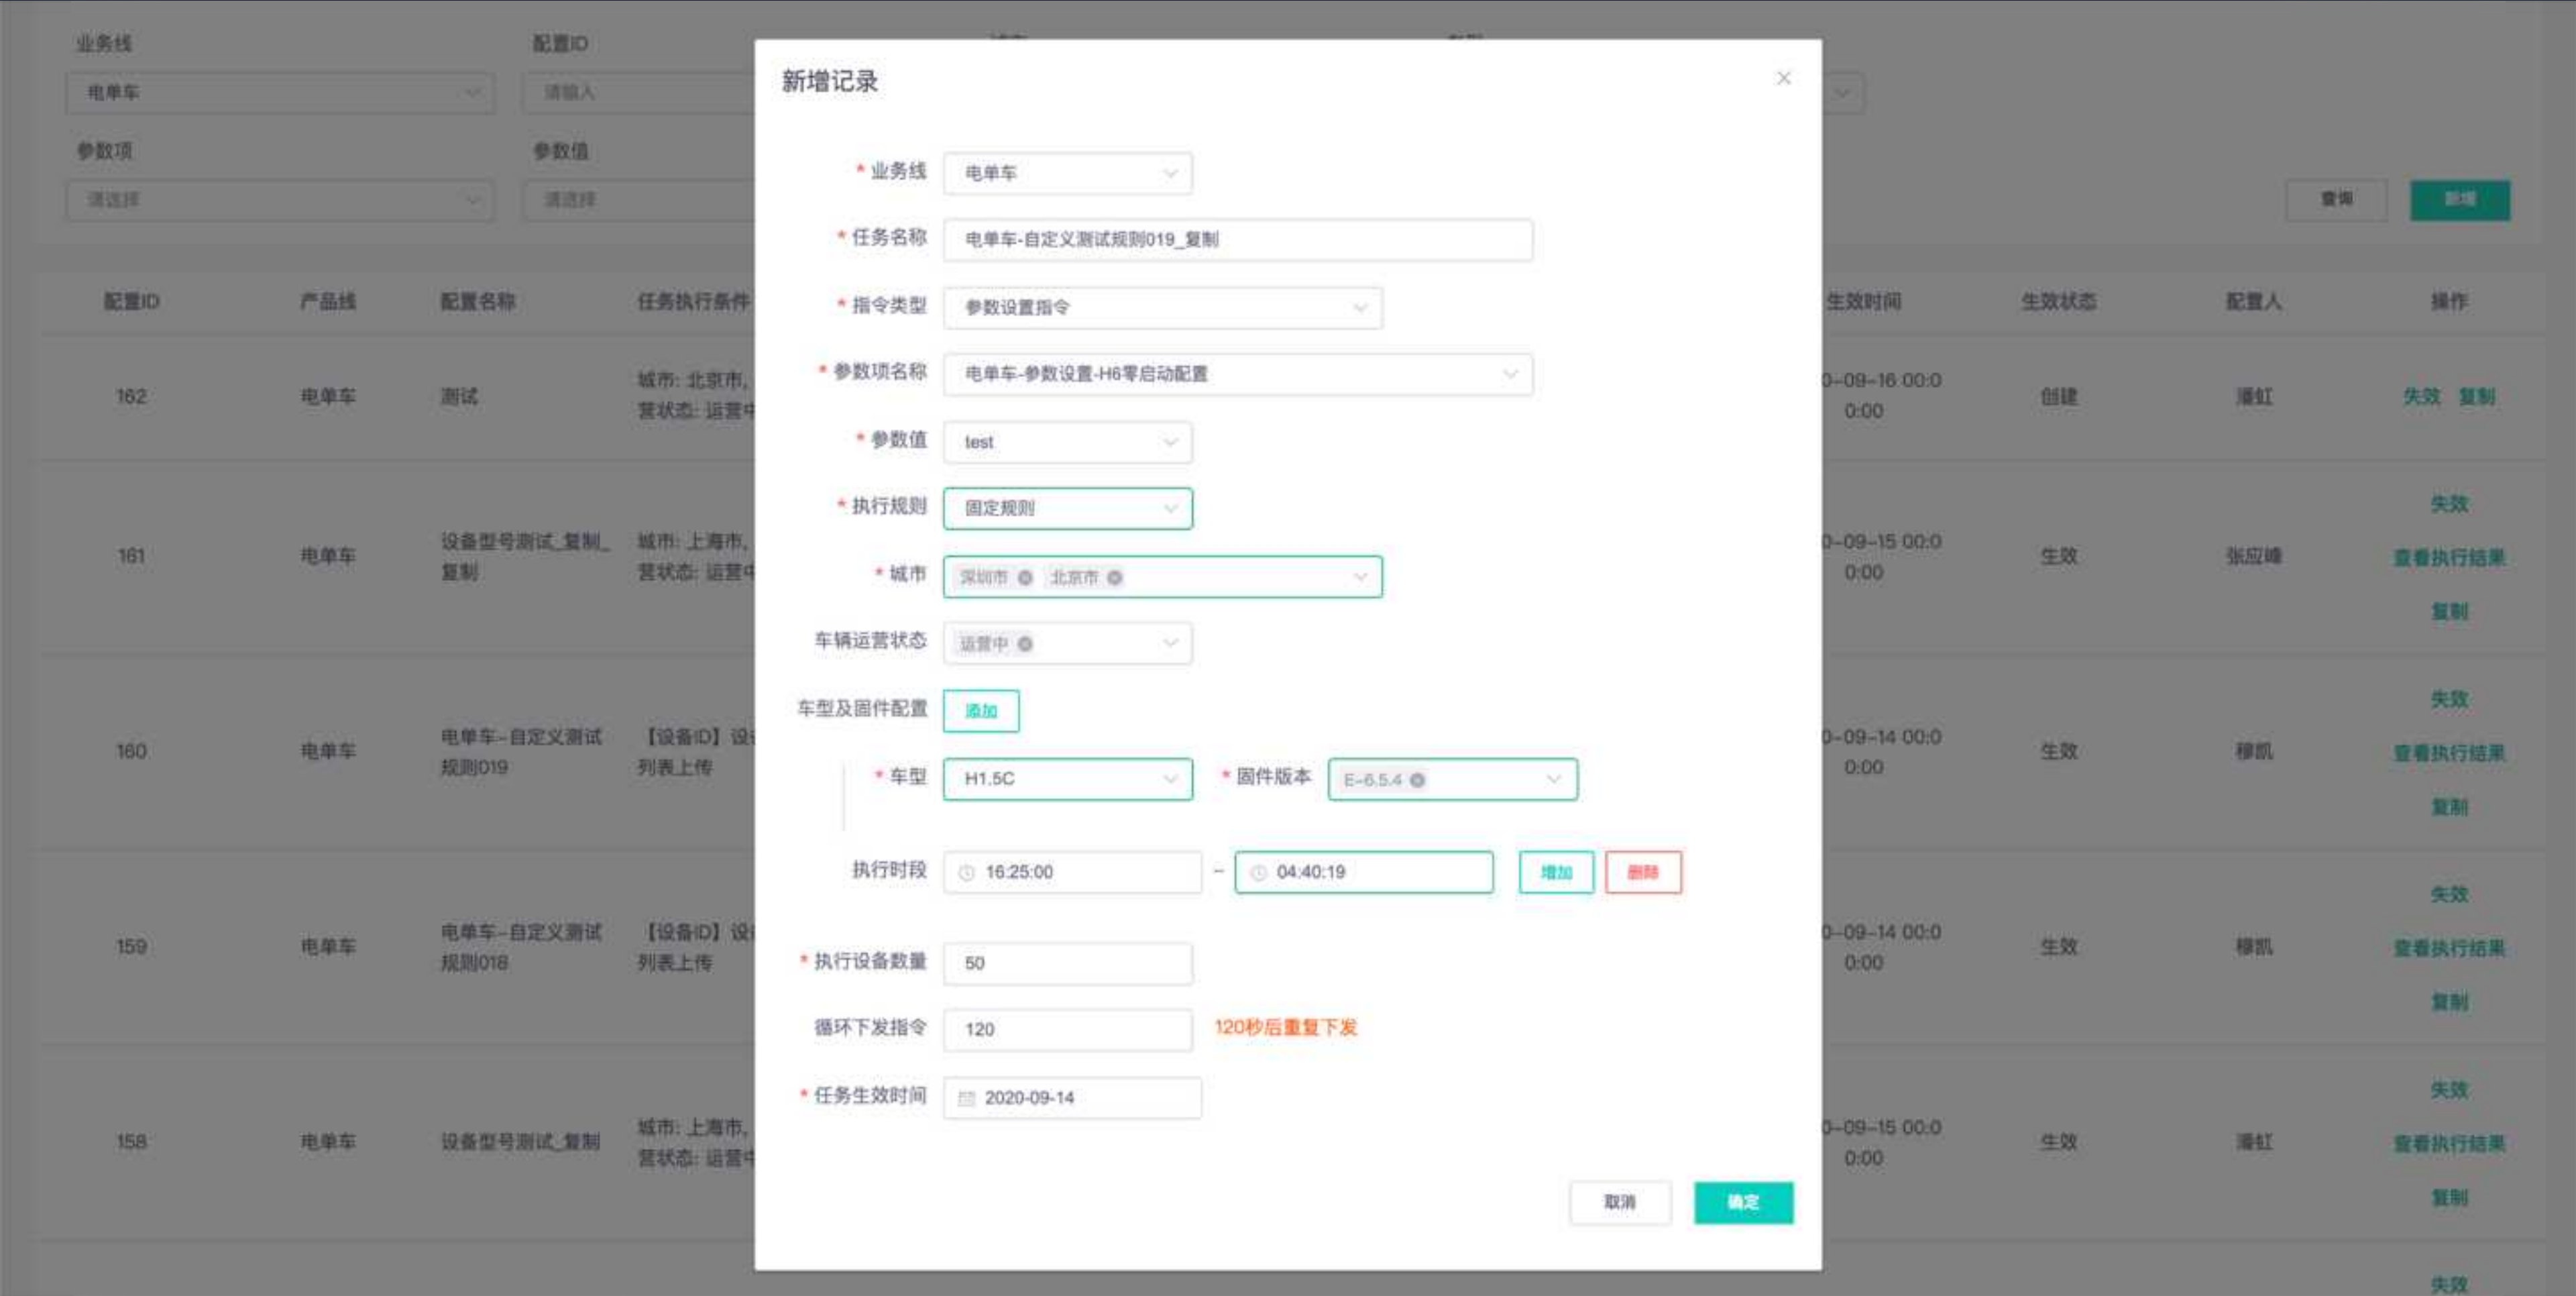 业务线
配置ID
电单车
请输入
参数项
参数值
请选择
请选择
查询
新增
配置ID
产品线
配置名称
任务执行条件
生效时间
生效状态
配置人
操作
162
电单车
测试
城市: 北京市,
营状态: 运营中
0-09-16 00:0
0:00
创建
潘虹
失效 复制
161
电单车
设备型号测试_复制_
复制
城市: 上海市,
营状态: 运营中
0-09-15 00:0
0:00
生效
张应峰
失效
查看执行结果
复制
160
电单车
电单车-自定义测试
规则019
【设备ID】设
列表上传
0-09-14 00:0
0:00
生效
穆凯
失效
查看执行结果
复制
159
电单车
电单车-自定义测试
规则018
【设备ID】设
列表上传
0-09-14 00:0
0:00
生效
穆凯
失效
查看执行结果
复制
158
电单车
设备型号测试_复制
城市: 上海市,
营状态: 运营中
0-09-15 00:0
0:00
生效
潘虹
失效
查看执行结果
复制
失效
新增记录
* 业务线 电单车
* 任务名称 电单车-自定义测试规则019_复制
* 指令类型 参数设置指令
* 参数项名称 电单车-参数设置-H6零启动配置
* 参数值 test
* 执行规则 固定规则
* 城市 深圳市 北京市
车辆运营状态 运营中
车型及固件配置 添加
* 车型 H1.5C * 固件版本 E-6.5.4
执行时段 16:25:00 - 04:40:19 增加 删除
* 执行设备数量 50
循环下发指令 120 120秒后重复下发
* 任务生效时间 2020-09-14
取消 确定